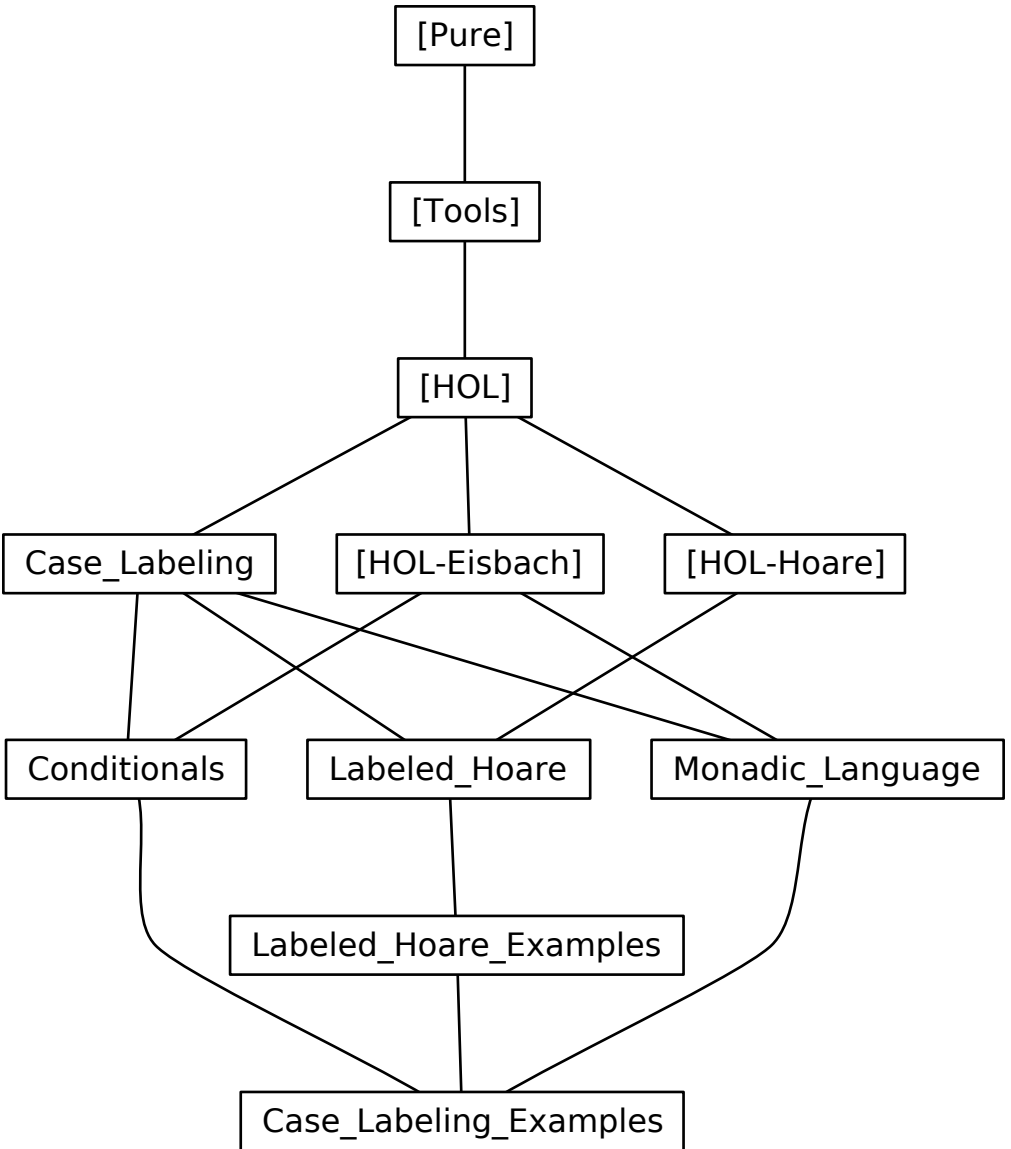 [Pure]
[Tools]
[HOL]
Case_Labeling
[HOL-Eisbach]
[HOL-Hoare]
Conditionals
Labeled_Hoare
Monadic_Language
Labeled_Hoare_Examples
Case_Labeling_Examples